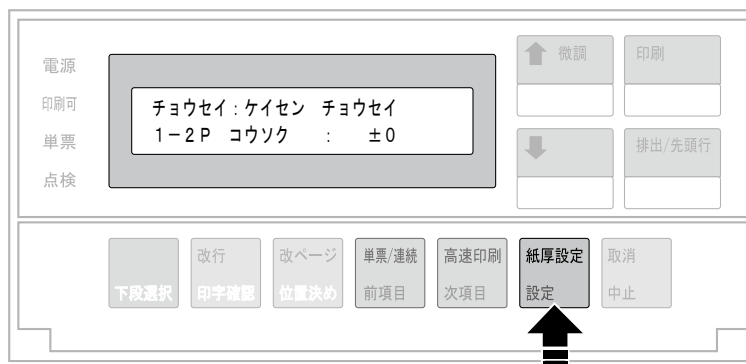 電源
印刷可
単票
点検
チョウセイ:ケイセン チョウセイ
1-2P コウソク : ±0
⬆ 微調
印刷
⬇
排出/先頭行
下段選択
改行
印字確認
改ページ
位置決め
単票/連続
前項目
高速印刷
次項目
紙厚設定
設定
取消
中止